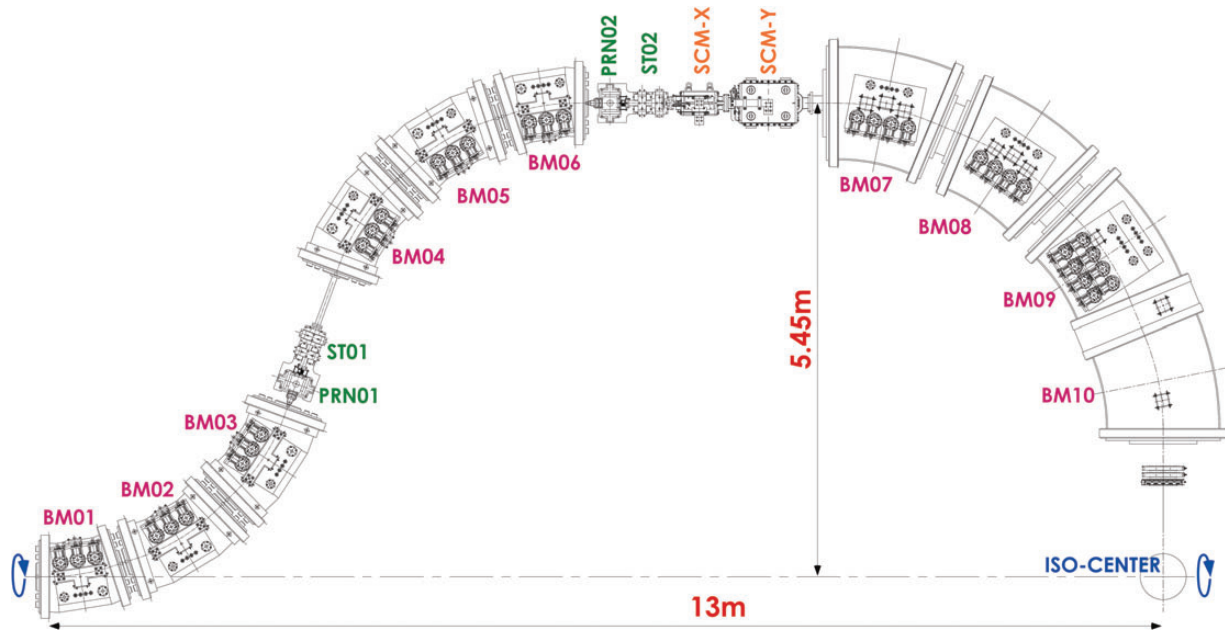 PRN02
ST02
SCM-X
SCM-Y
BM06
BM05
BM04
BM07
BM08
BM09
BM10
5.45m
ST01
PRN01
BM03
BM02
BM01
ISO-CENTER
13m